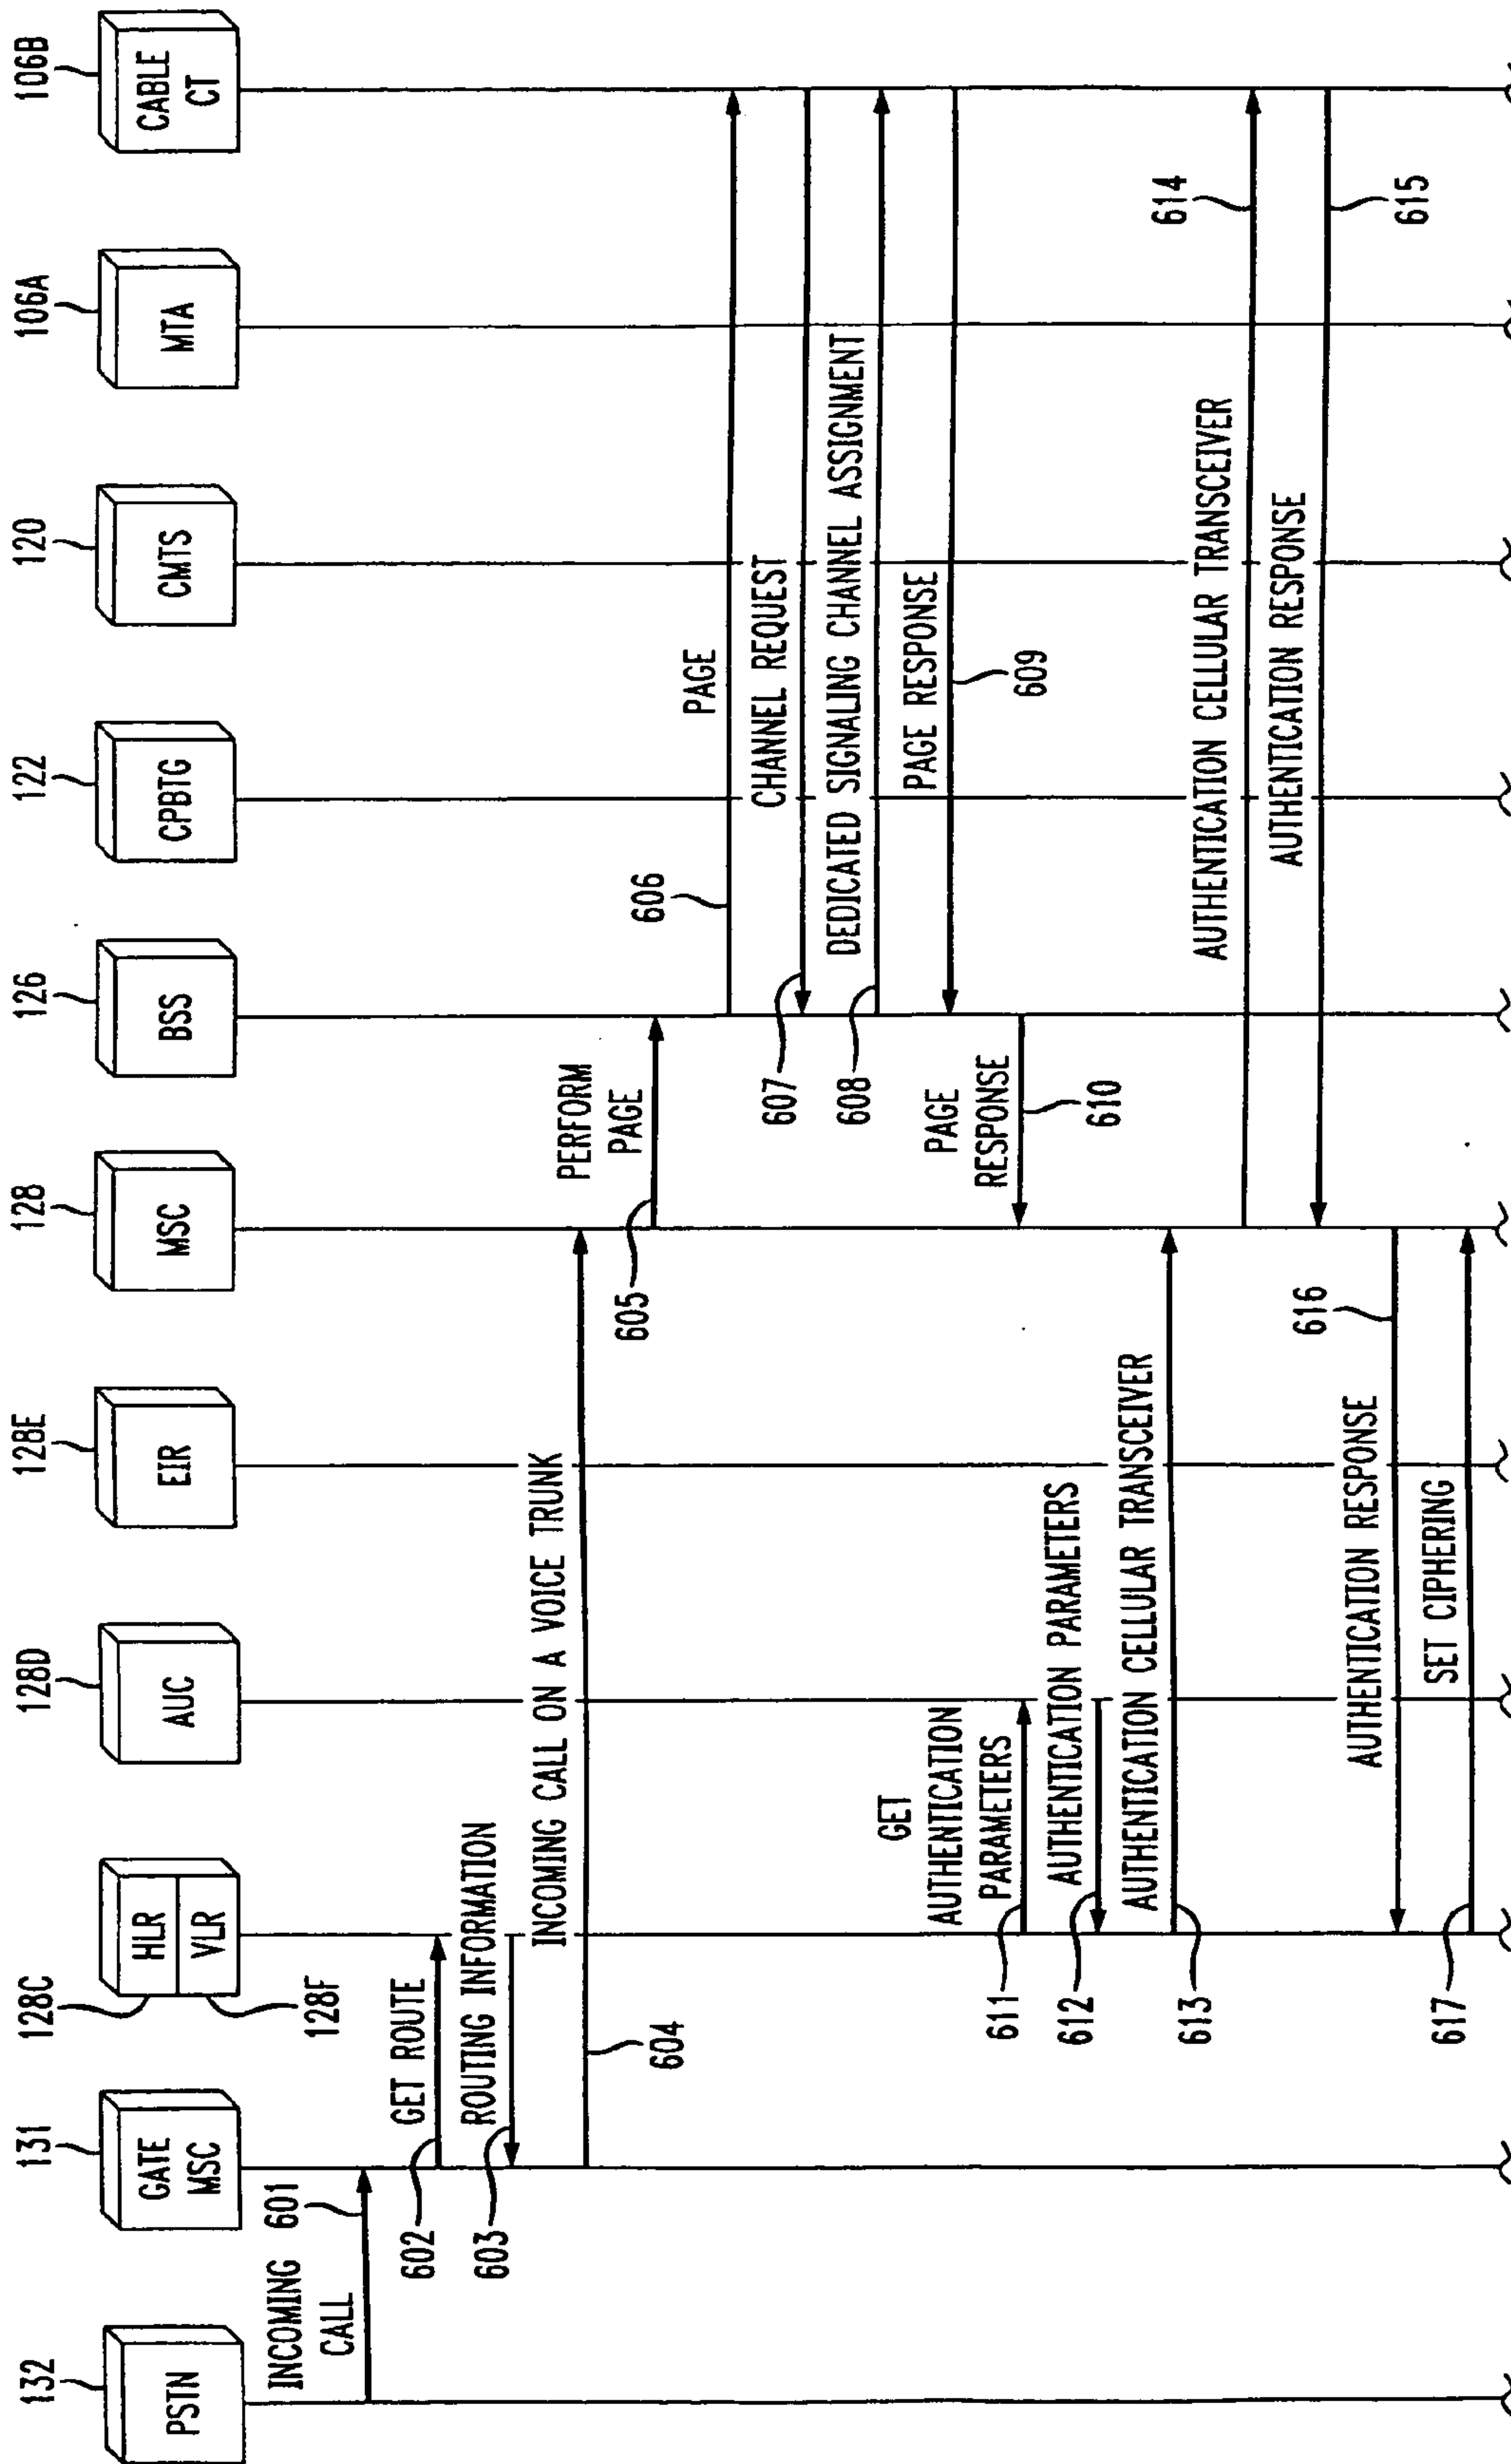 132
131
128C
128F
128D
128E
128
126
122
120
106A
106B
PSTN
GATE
MSC
HLR
VLR
AUC
EIR
MSC
BSS
CPBTG
CMTS
MTA
CABLE
CT
INCOMING
CALL
601
GET ROUTE
602
ROUTING INFORMATION
603
INCOMING CALL ON A VOICE TRUNK
604
PERFORM
PAGE
605
PAGE
606
CHANNEL REQUEST
607
DEDICATED SIGNALING CHANNEL ASSIGNMENT
608
PAGE RESPONSE
609
PAGE
RESPONSE
610
GET
AUTHENTICATION
PARAMETERS
611
AUTHENTICATION PARAMETERS
612
AUTHENTICATION CELLULAR TRANSCEIVER
613
AUTHENTICATION CELLULAR TRANSCEIVER
614
AUTHENTICATION RESPONSE
615
AUTHENTICATION RESPONSE
616
SET CIPHERING
617